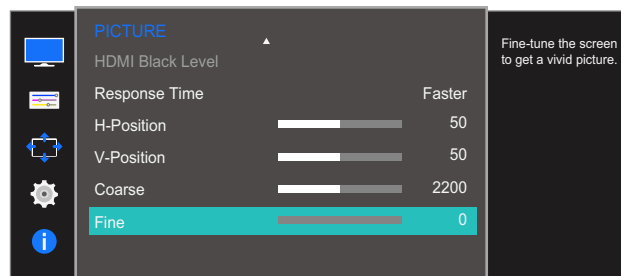 PICTURE
HDMI Black Level
Response Time Faster
H-Position 50
V-Position 50
Coarse 2200
Fine 0
Fine-tune the screen
to get a vivid picture.